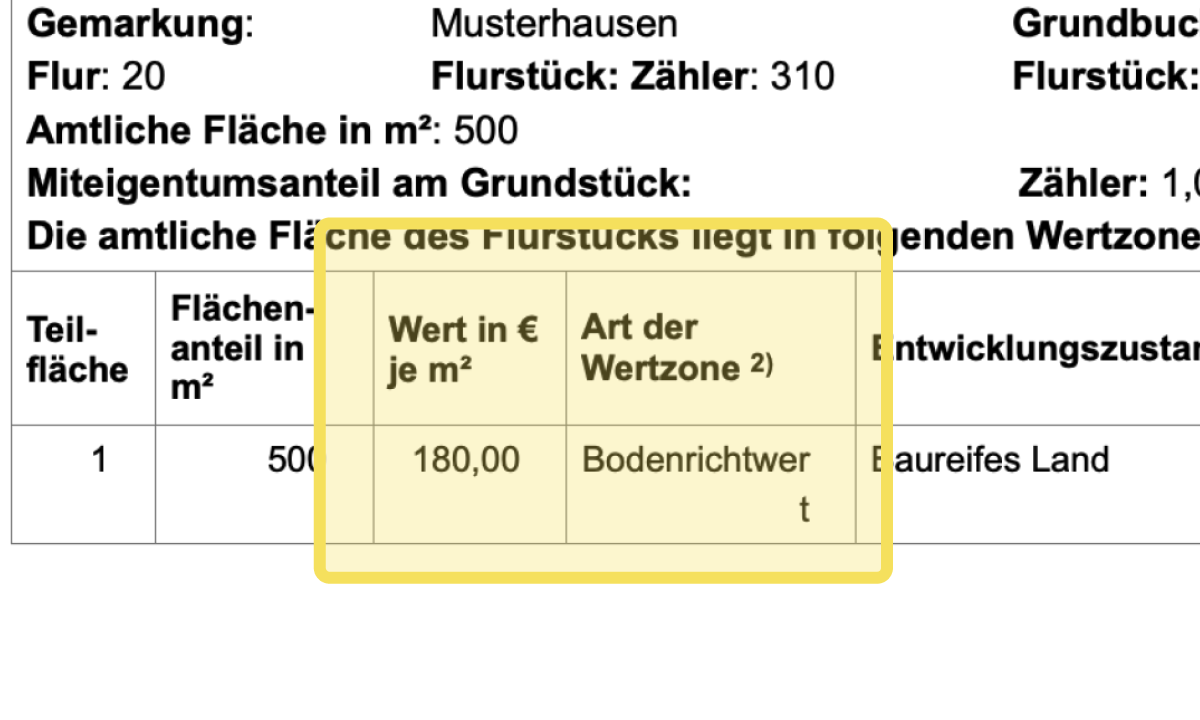 Gemarkung: Musterhausen Grundbuc
Flur: 20 Flurstück: Zähler: 310 Flurstück:
Amtliche Fläche in m²: 500
Miteigentumsanteil am Grundstück: Zähler: 1,0
Die amtliche Fläche des Flurstücks liegt in folgenden Wertzone
Teil-
fläche
Flächen-
anteil in
m²
Wert in €
je m²
Art der
Wertzone ²⁾
Entwicklungszustan
1 500 180,00 Bodenrichtwer
t
Baureifes Land